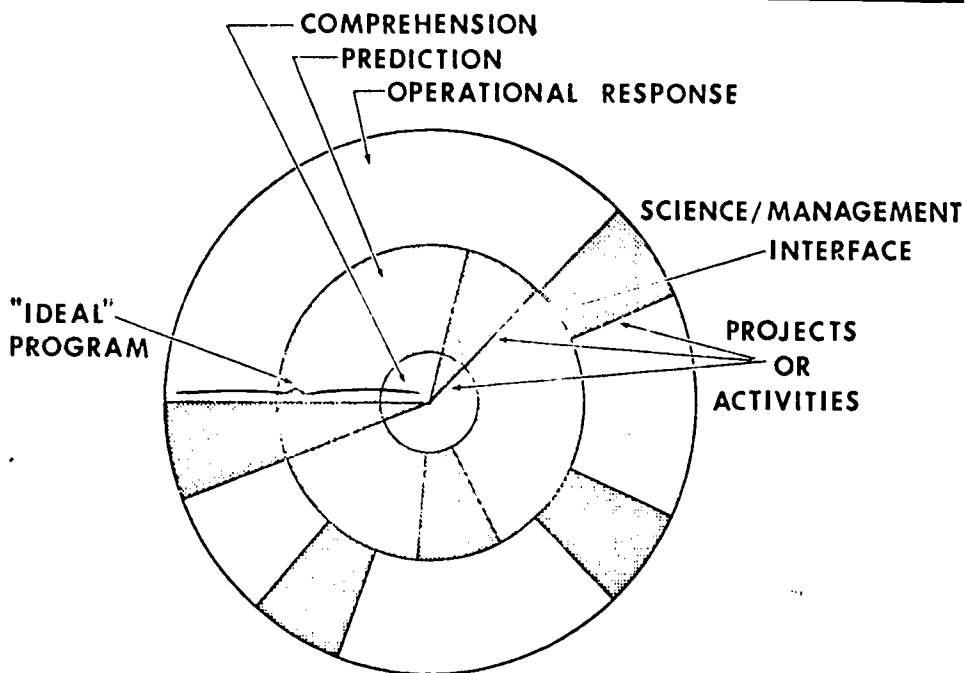 COMPREHENSION
PREDICTION
OPERATIONAL RESPONSE
SCIENCE/MANAGEMENT
INTERFACE
"IDEAL"
PROGRAM
PROJECTS
OR
ACTIVITIES